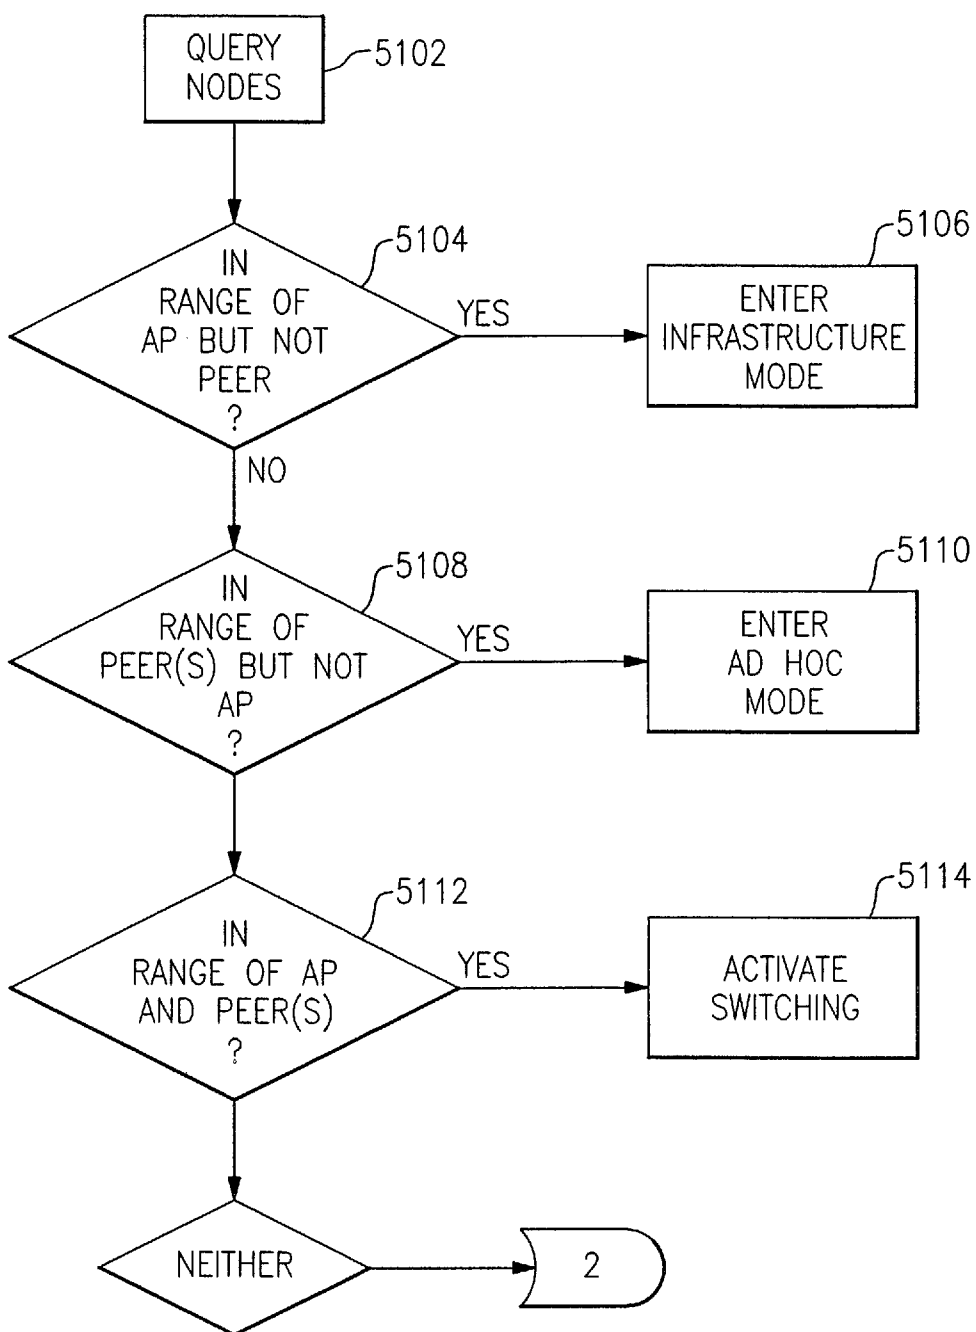 QUERY
NODES
5102
IN
RANGE OF
AP BUT NOT
PEER
?
5104
YES
5106
ENTER
INFRASTRUCTURE
MODE
NO
IN
RANGE OF
PEER(S) BUT NOT
AP
?
5108
YES
5110
ENTER
AD HOC
MODE
IN
RANGE OF AP
AND PEER(S)
?
5112
YES
5114
ACTIVATE
SWITCHING
NEITHER
2